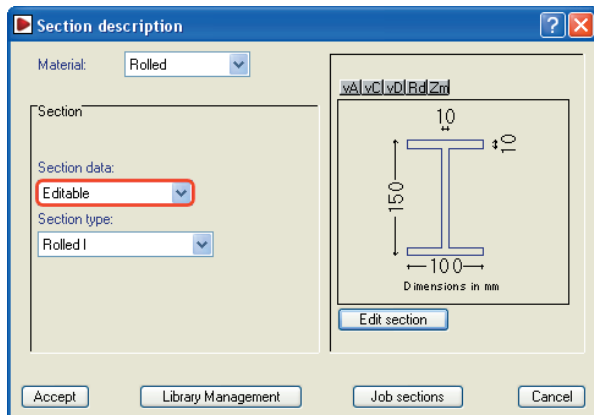 Section description
Material: Rolled
Section
Section data:
Editable
Section type:
Rolled I
vA vC vD Rd Zm
10
10
150
100
Dimensions in mm
Edit section
Accept Library Management Job sections Cancel